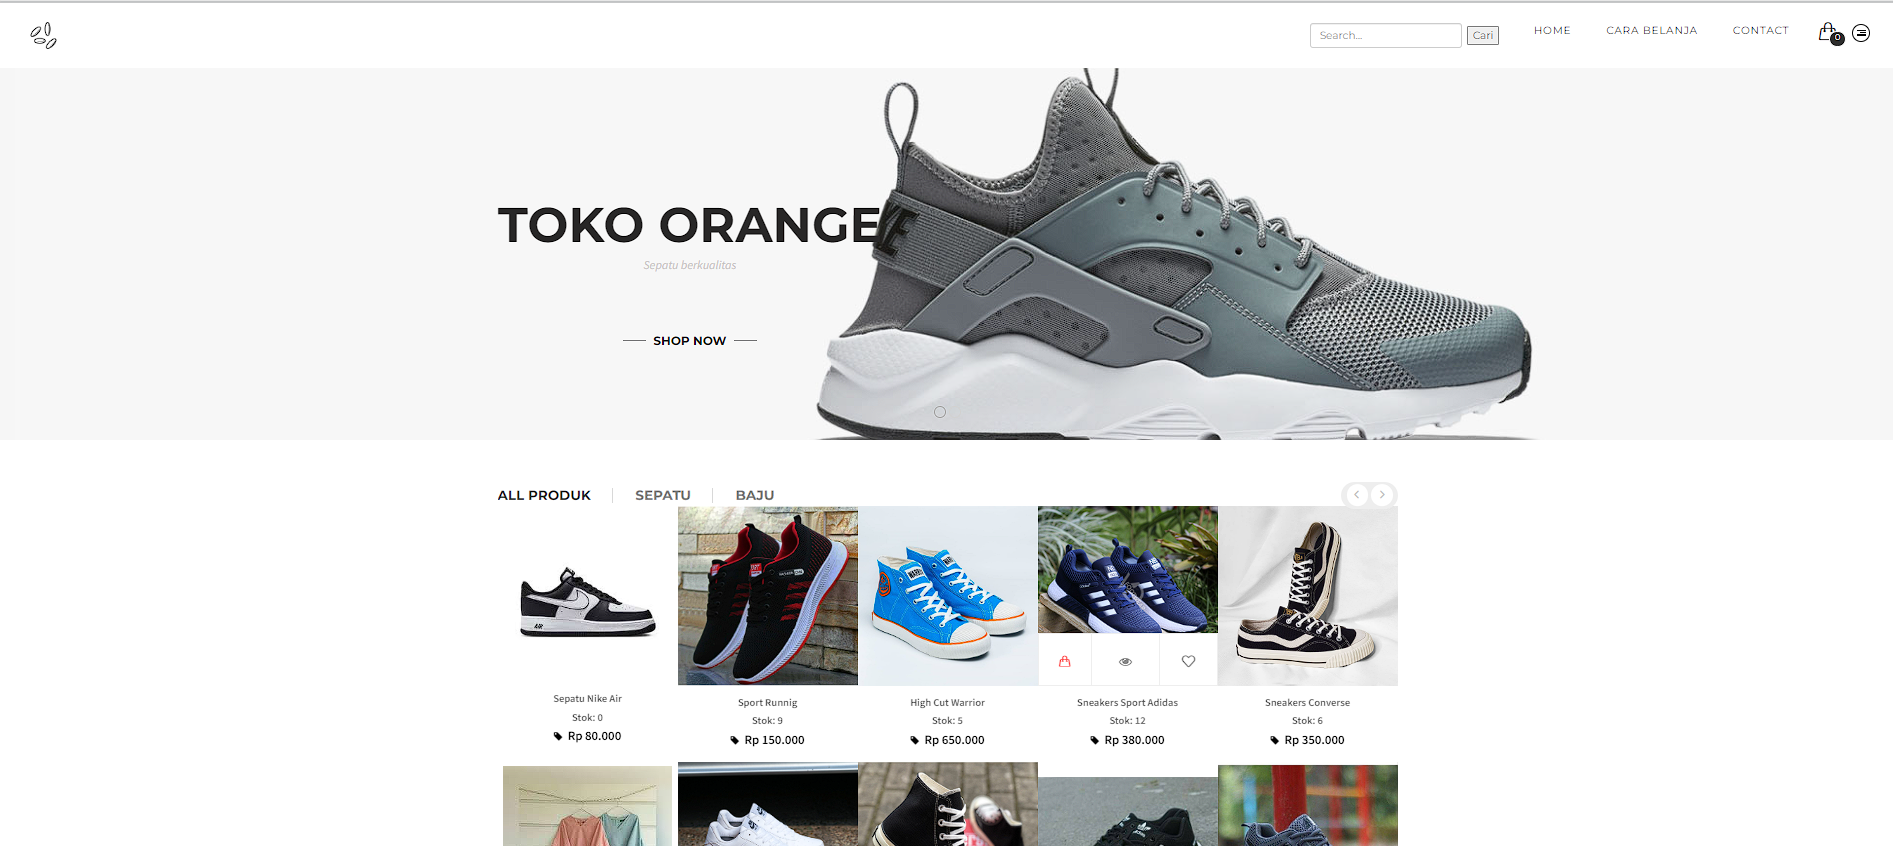 Search...
Cari
HOME
CARA BELANJA
CONTACT
0
TOKO ORANGE
Sepatu berkualitas
SHOP NOW
ALL PRODUK
SEPATU
BAJU
AIR
Sepatu Nike Air
Stok: 0
Rp 80.000
Sport Runnig
Stok: 9
Rp 150.000
High Cut Warrior
Stok: 5
Rp 650.000
Sneakers Sport Adidas
Stok: 12
Rp 380.000
Sneakers Converse
Stok: 6
Rp 350.000